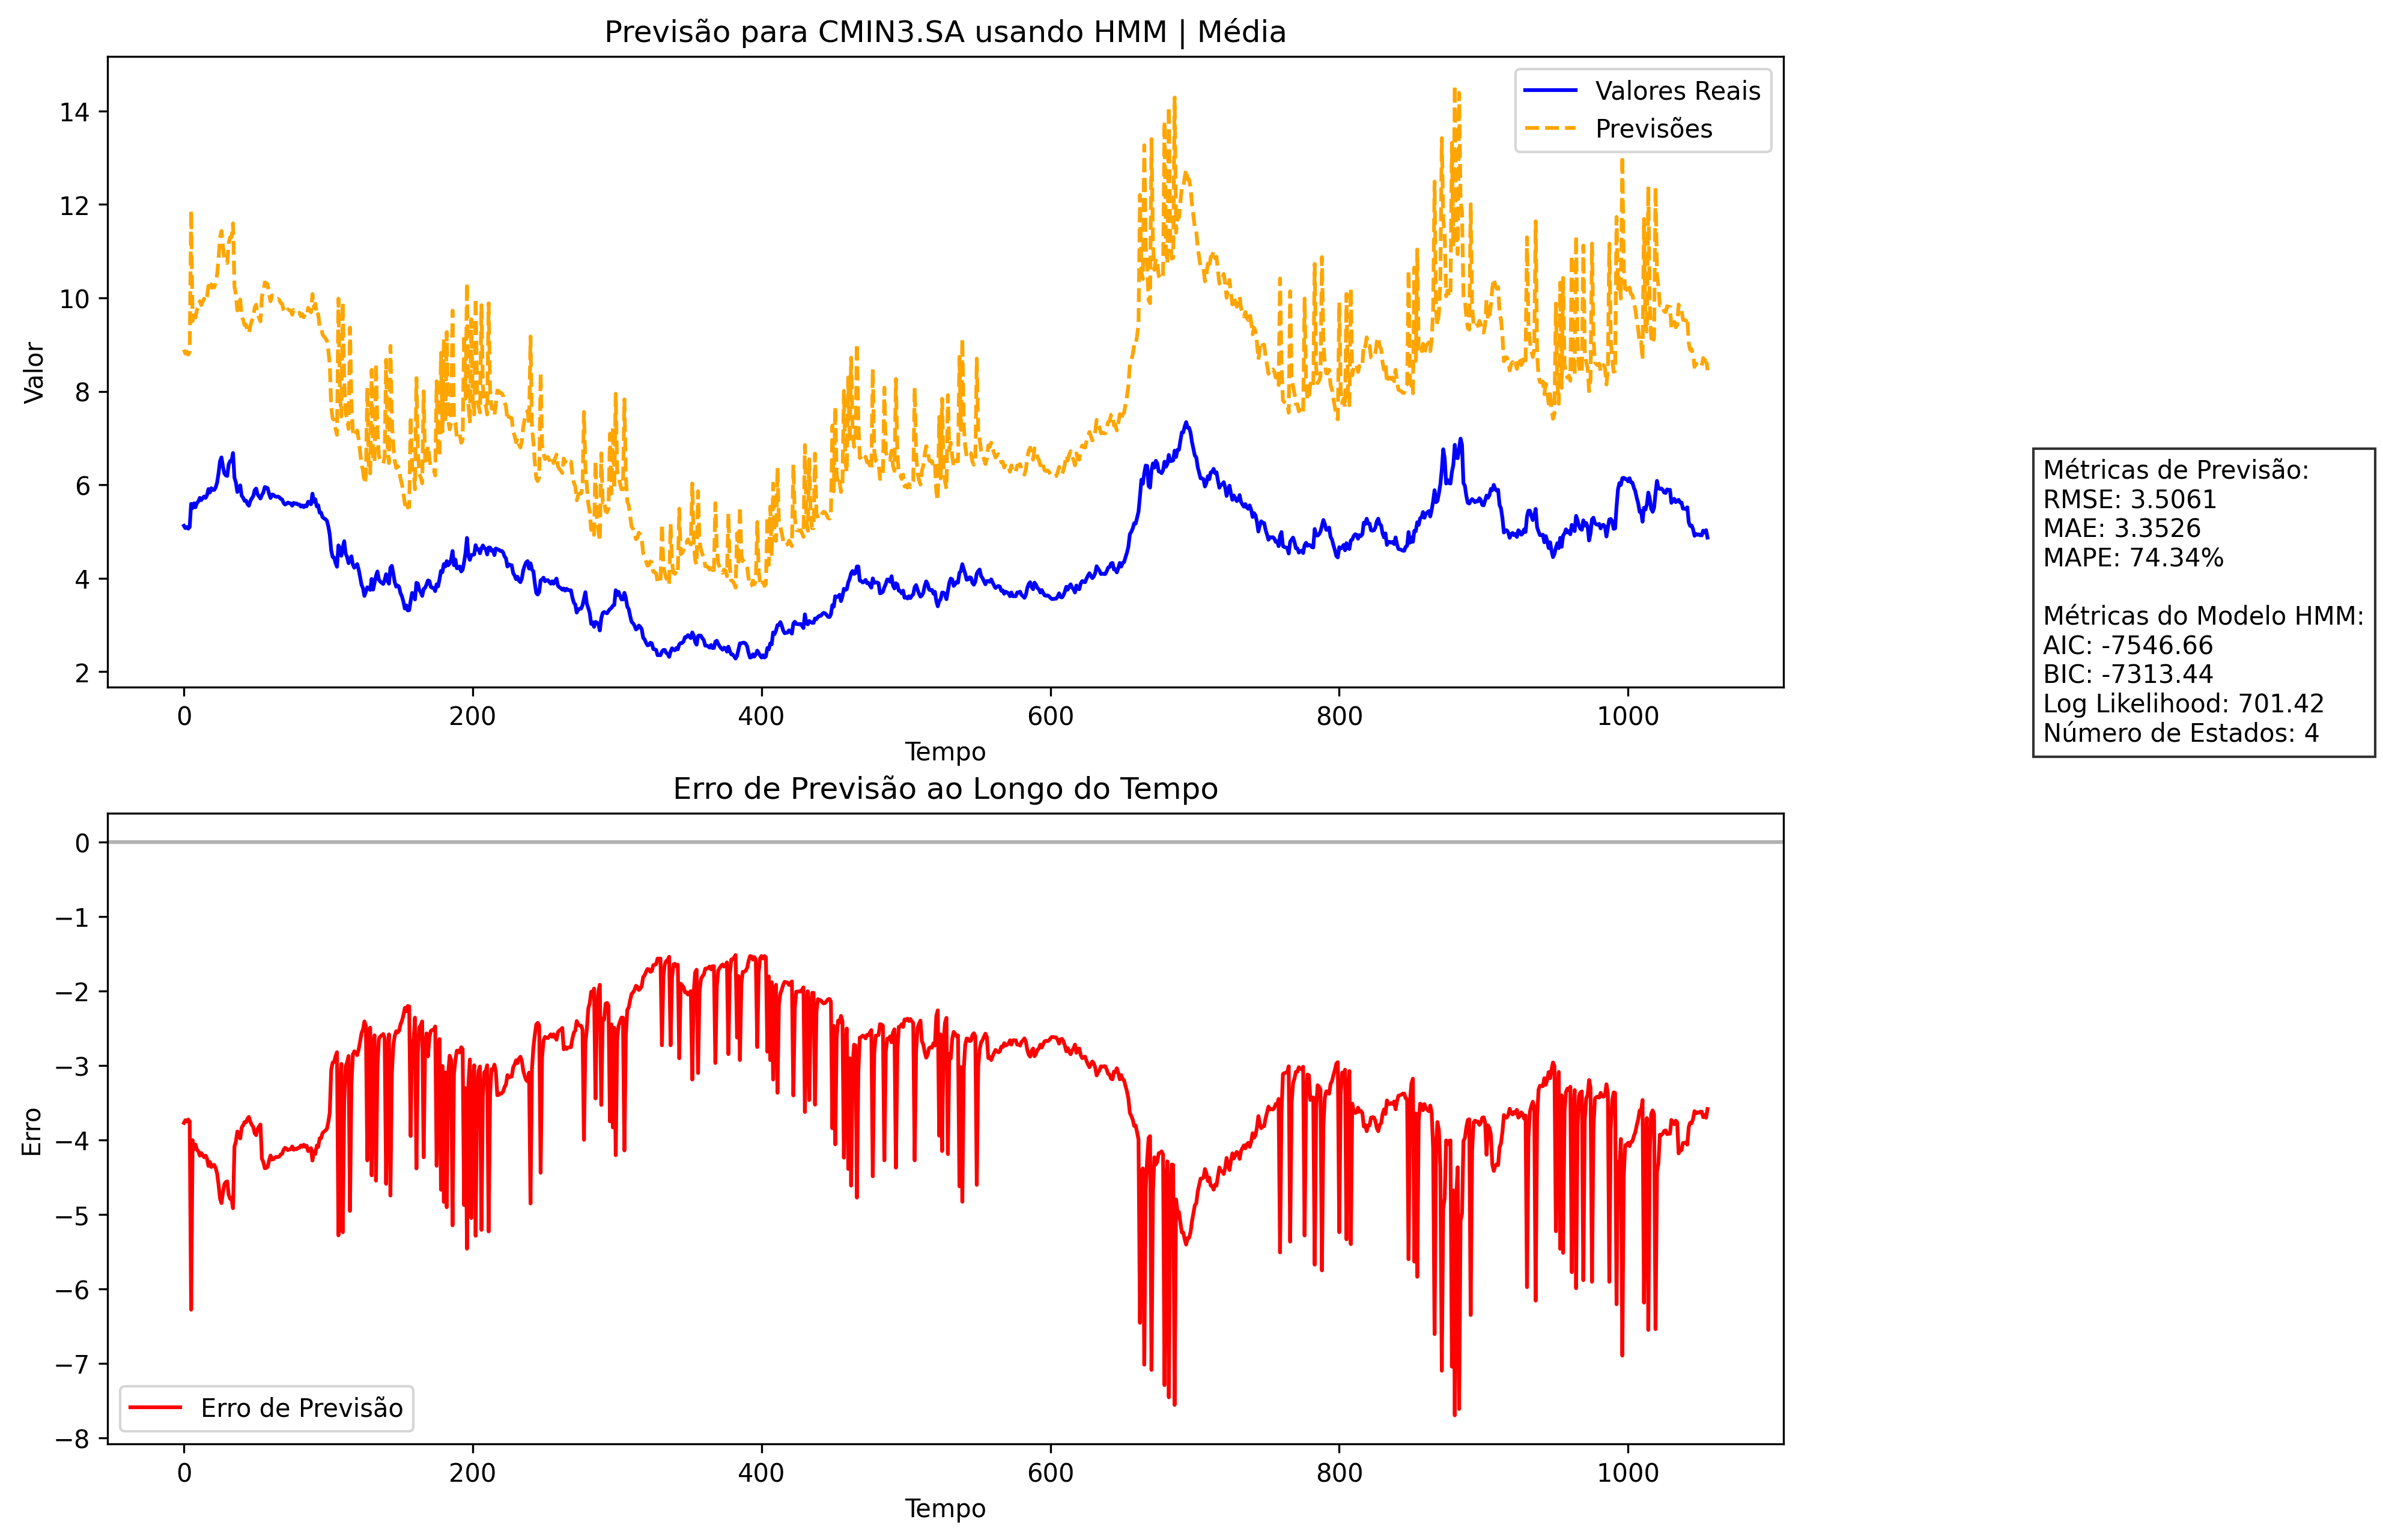 Previsão para CMIN3.SA usando HMM | Média
Valor
14
12
10
8
6
4
2
Valores Reais
Previsões
0
200
400
600
800
1000
Tempo
Métricas de Previsão:
RMSE: 3.5061
MAE: 3.3526
MAPE: 74.34%
Métricas do Modelo HMM:
AIC: -7546.66
BIC: -7313.44
Log Likelihood: 701.42
Número de Estados: 4
Erro de Previsão ao Longo do Tempo
Erro
0
−1
−2
−3
−4
−5
−6
−7
−8
Erro de Previsão
0
200
400
600
800
1000
Tempo